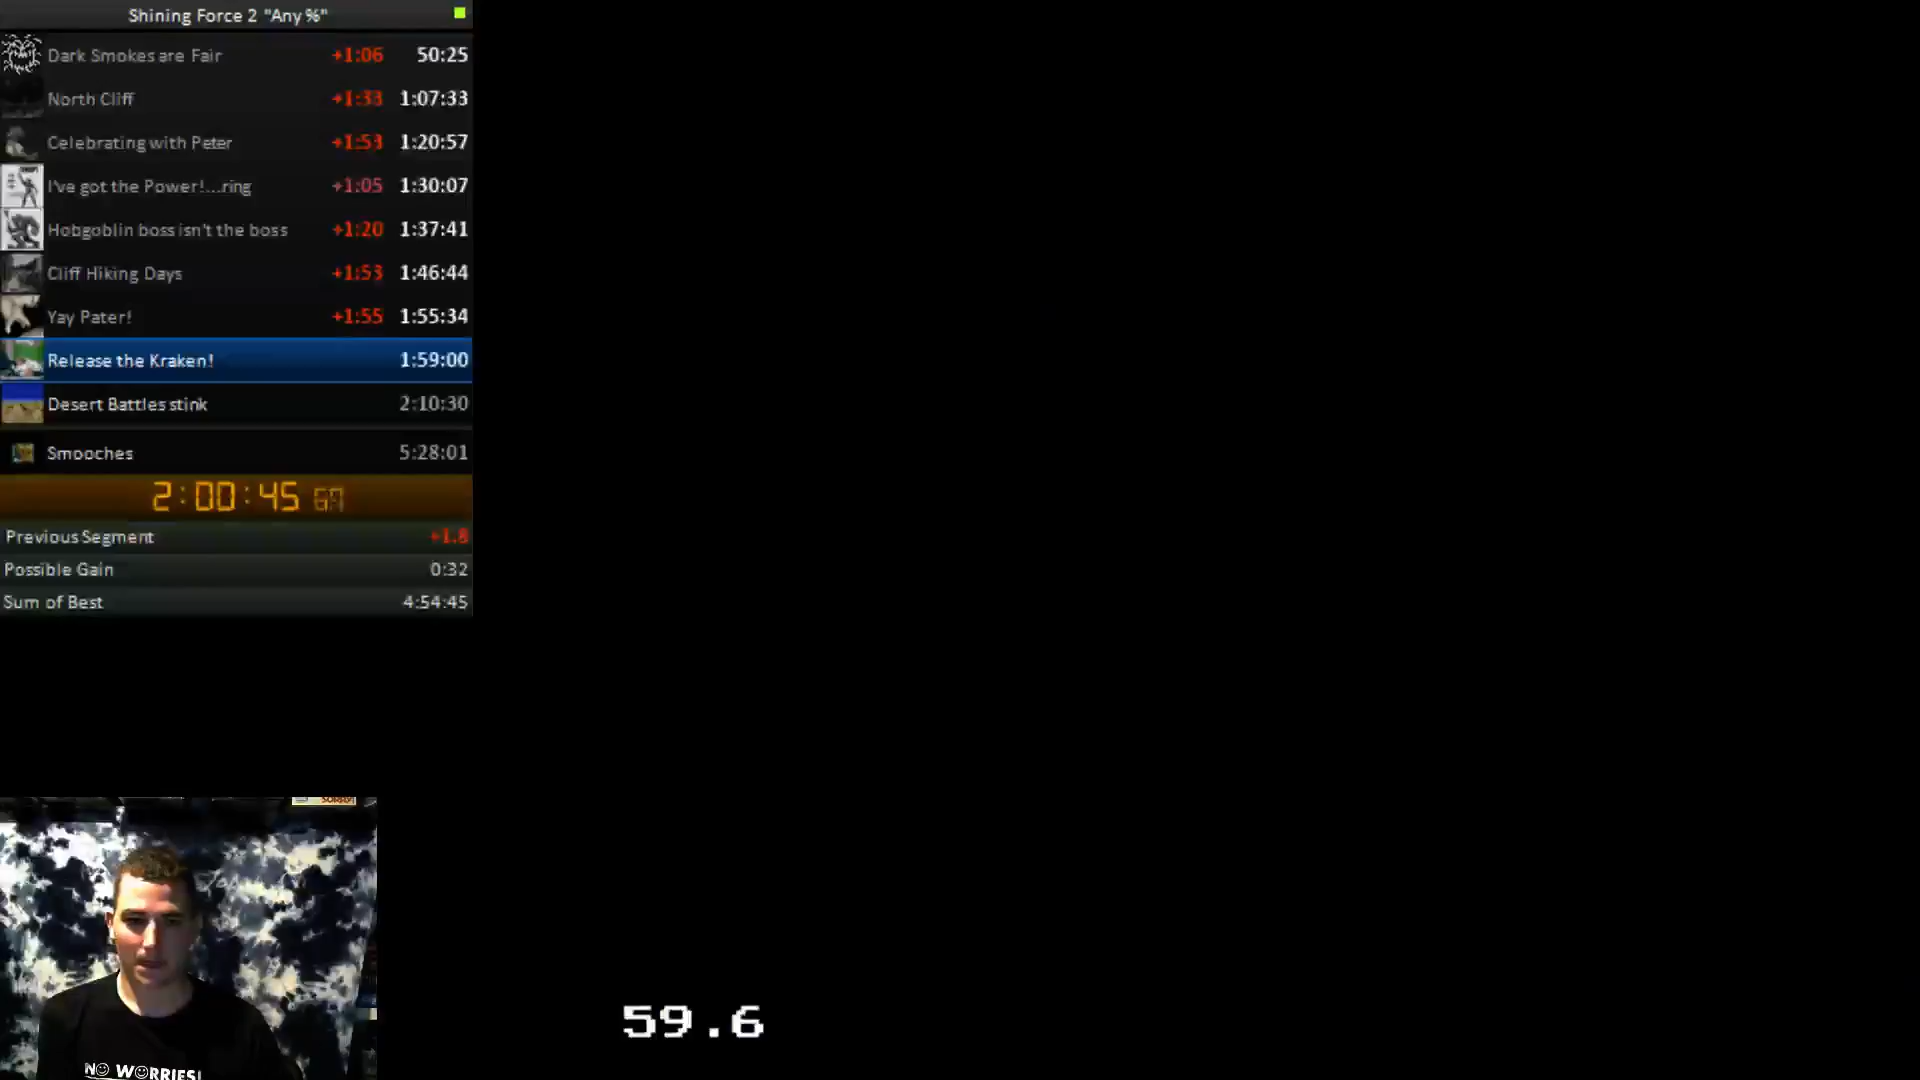 Shining Force 2 "Any %"
Dark Smokes are Fair +1:06 50:25
North Cliff +1:33 1:07:33
Celebrating with Peter +1:53 1:20:57
I've got the Power!...ring +1:05 1:30:07
Hobgoblin boss isn't the boss +1:20 1:37:41
Cliff Hiking Days +1:53 1:46:44
Yay Pater! +1:55 1:55:34
Release the Kraken! 1:59:00
Desert Battles stink 2:10:30
Smooches 5:28:01
2:00:45
Previous Segment +1.8
Possible Gain 0:32
Sum of Best 4:54:45
SORRY!
NO WORRIES!
59.6